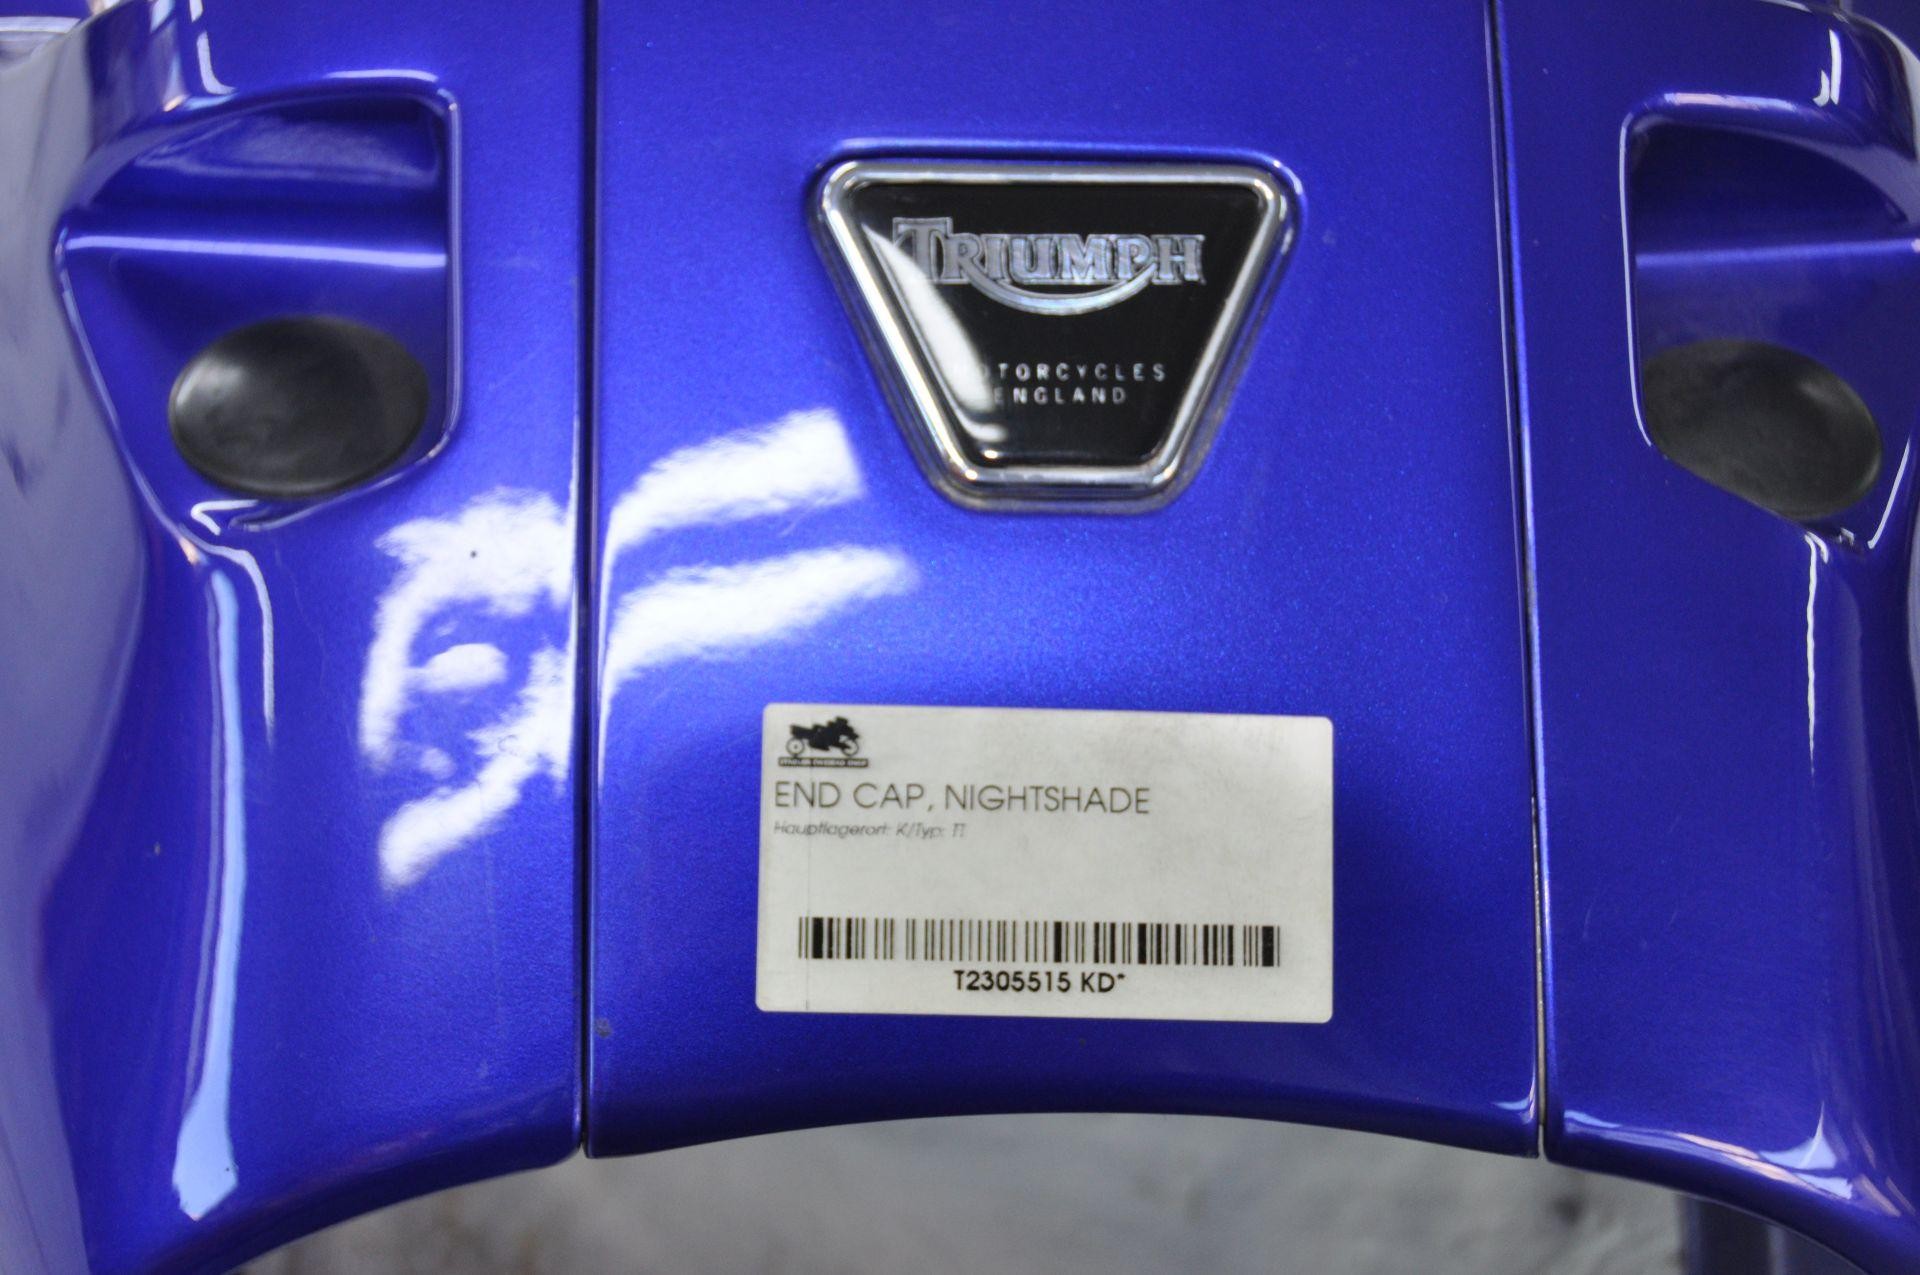 TRIUMPH
MOTORCYCLES
ENGLAND
END CAP, NIGHTSHADE
Hauptlagerort: K/Typ: TT
T2305515 KD*